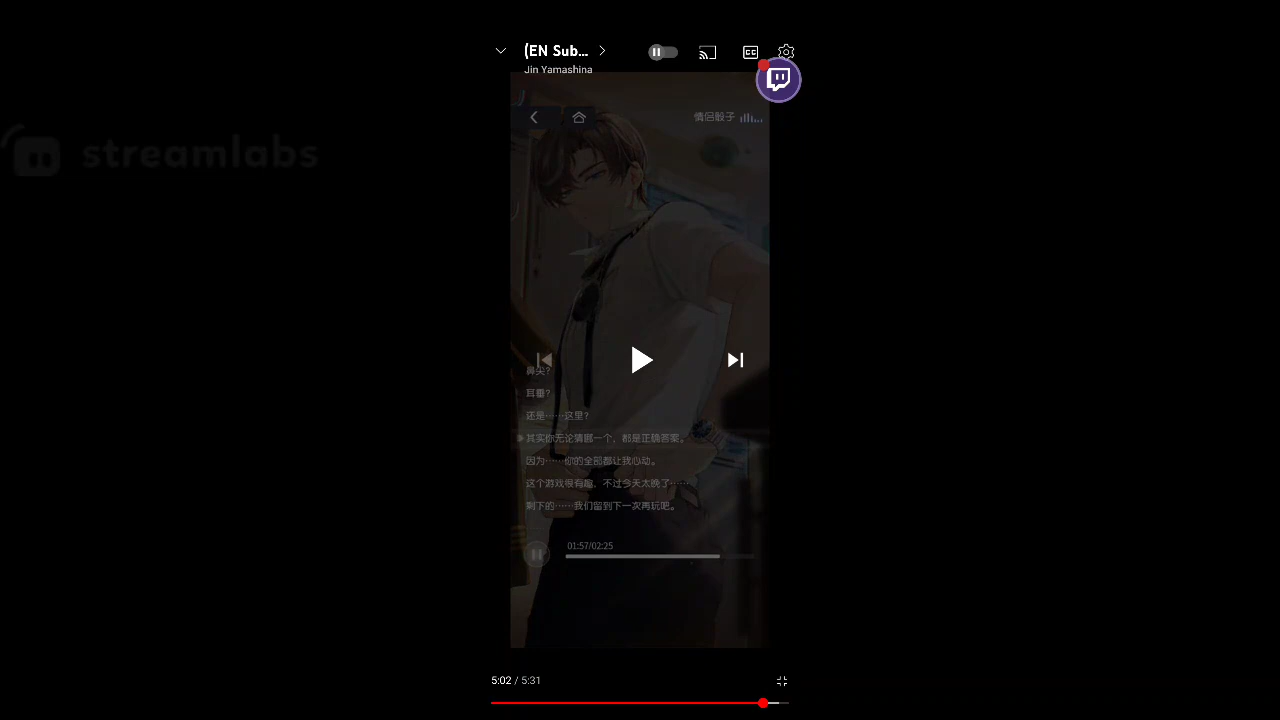 (EN Sub...
Jin Yamashina
情侣骰子
streamlabs
鼻尖?
耳垂?
还是……这里?
其实你无论猜哪一个，都是正确答案。
因为……你的全部都让我心动。
这个游戏很有趣，不过今天太晚了……
剩下的……我们留到下一次再玩吧。
01:57/02:25
5:02 / 5:31